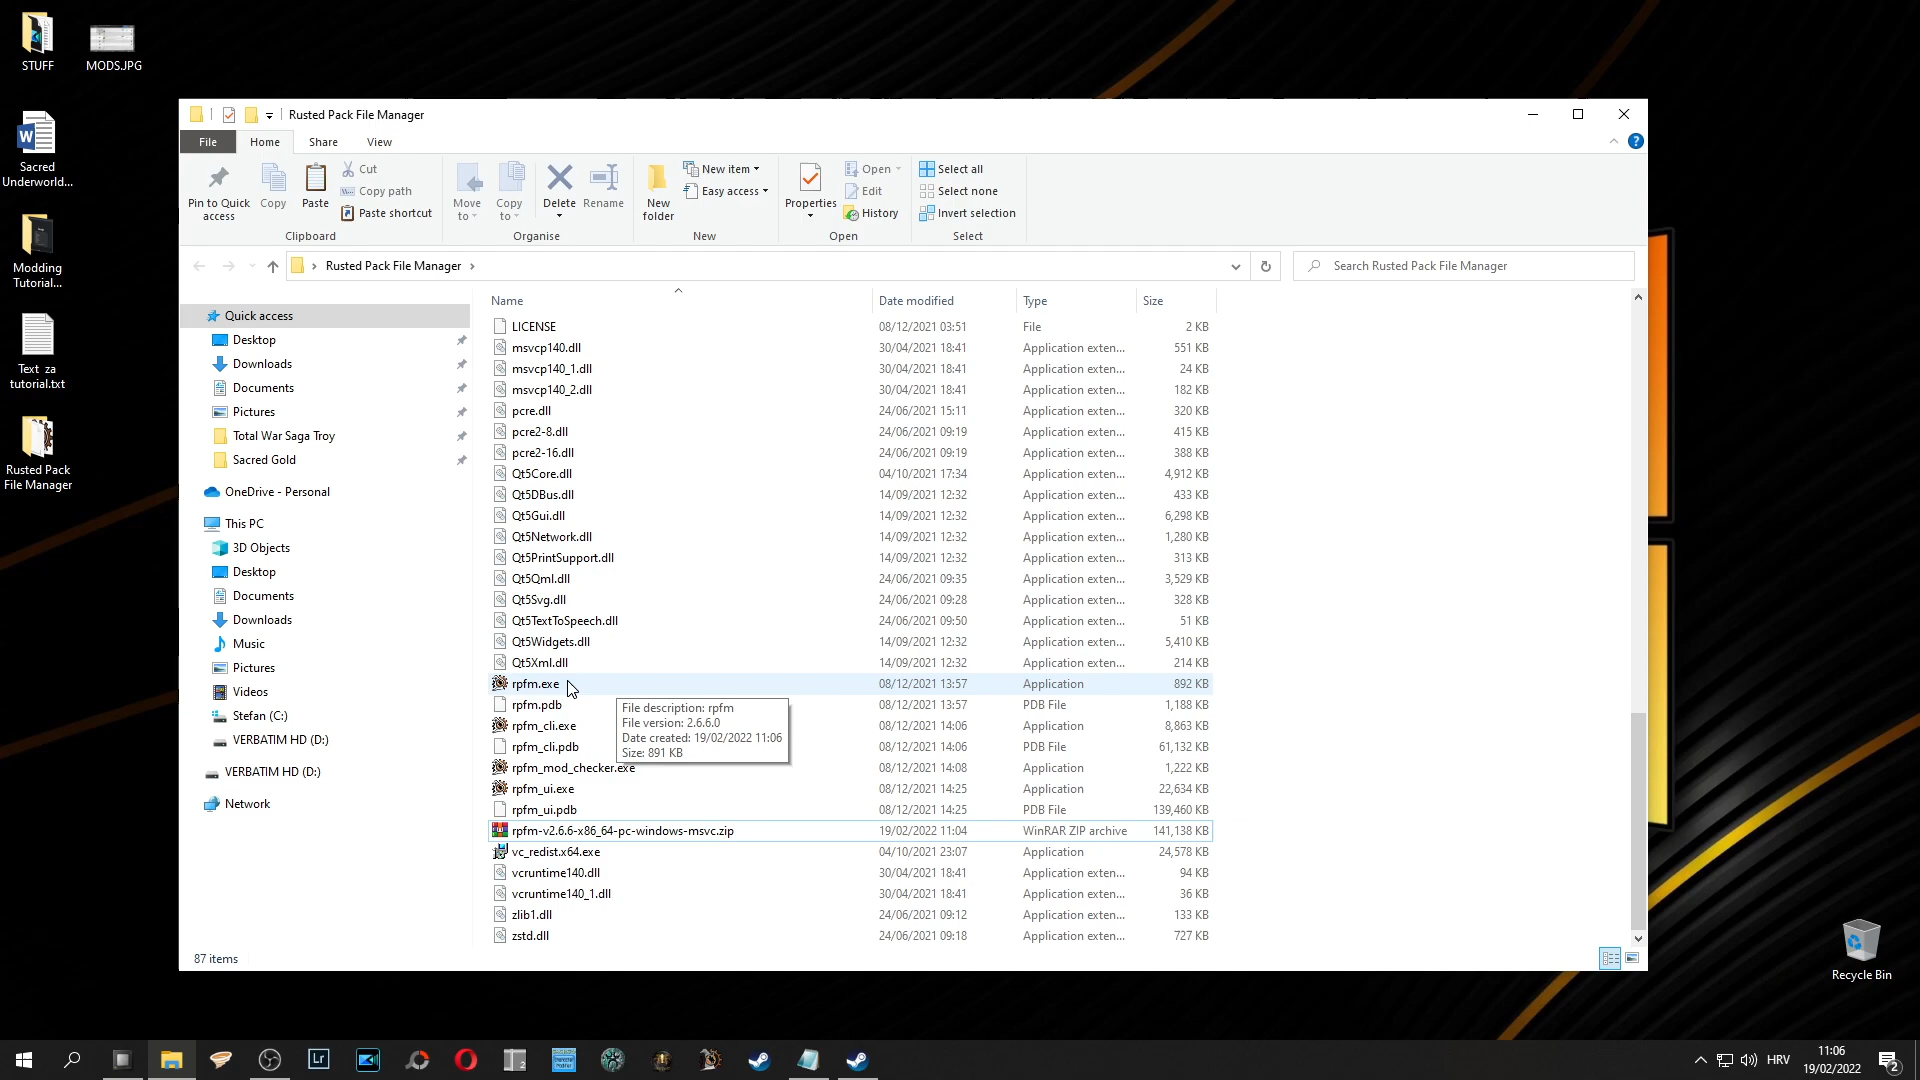 STUFF
MODS.JPG
Sacred
Underworld...
Modding
Tutorial...
Text za
tutorial.txt
Rusted Pack
File Manager
Rusted Pack File Manager
File
Home
Share
View
Pin to Quick
access
Copy
Paste
Cut
Copy path
Paste shortcut
Clipboard
Move
to
Copy
to
Delete
Rename
Organise
New
folder
New item
Easy access
New
Properties
Open
Edit
History
Open
Select all
Select none
Invert selection
Select
Rusted Pack File Manager
Search Rusted Pack File Manager
Quick access
Desktop
Downloads
Documents
Pictures
Total War Saga Troy
Sacred Gold
OneDrive - Personal
This PC
3D Objects
Desktop
Documents
Downloads
Music
Pictures
Videos
Stefan (C:)
VERBATIM HD (D:)
VERBATIM HD (D:)
Network
Name Date modified Type Size
LICENSE 08/12/2021 03:51 File 2 KB
msvcp140.dll 30/04/2021 18:41 Application exten... 551 KB
msvcp140_1.dll 30/04/2021 18:41 Application exten... 24 KB
msvcp140_2.dll 30/04/2021 18:41 Application exten... 182 KB
pcre.dll 24/06/2021 15:11 Application exten... 320 KB
pcre2-8.dll 24/06/2021 09:19 Application exten... 415 KB
pcre2-16.dll 24/06/2021 09:19 Application exten... 388 KB
Qt5Core.dll 04/10/2021 17:34 Application exten... 4,912 KB
Qt5DBus.dll 14/09/2021 12:32 Application exten... 433 KB
Qt5Gui.dll 14/09/2021 12:32 Application exten... 6,298 KB
Qt5Network.dll 14/09/2021 12:32 Application exten... 1,280 KB
Qt5PrintSupport.dll 14/09/2021 12:32 Application exten... 313 KB
Qt5Qml.dll 24/06/2021 09:35 Application exten... 3,529 KB
Qt5Svg.dll 24/06/2021 09:28 Application exten... 328 KB
Qt5TextToSpeech.dll 24/06/2021 09:50 Application exten... 51 KB
Qt5Widgets.dll 14/09/2021 12:32 Application exten... 5,410 KB
Qt5Xml.dll 14/09/2021 12:32 Application exten... 214 KB
rpfm.exe 08/12/2021 13:57 Application 892 KB
rpfm.pdb 08/12/2021 13:57 PDB File 1,188 KB
rpfm_cli.exe 08/12/2021 14:06 Application 8,863 KB
rpfm_cli.pdb 08/12/2021 14:06 PDB File 61,132 KB
rpfm_mod_checker.exe 08/12/2021 14:08 Application 1,222 KB
rpfm_ui.exe 08/12/2021 14:25 Application 22,634 KB
rpfm_ui.pdb 08/12/2021 14:25 PDB File 139,460 KB
rpfm-v2.6.6-x86_64-pc-windows-msvc.zip 19/02/2022 11:04 WinRAR ZIP archive 141,138 KB
vc_redist.x64.exe 04/10/2021 23:07 Application 24,578 KB
vcruntime140.dll 30/04/2021 18:41 Application exten... 94 KB
vcruntime140_1.dll 30/04/2021 18:41 Application exten... 36 KB
zlib1.dll 24/06/2021 09:12 Application exten... 133 KB
zstd.dll 24/06/2021 09:18 Application exten... 727 KB
File description: rpfm
File version: 2.6.6.0
Date created: 19/02/2022 11:06
Size: 891 KB
87 items
Recycle Bin
Lr
HRV
11:06
19/02/2022
2